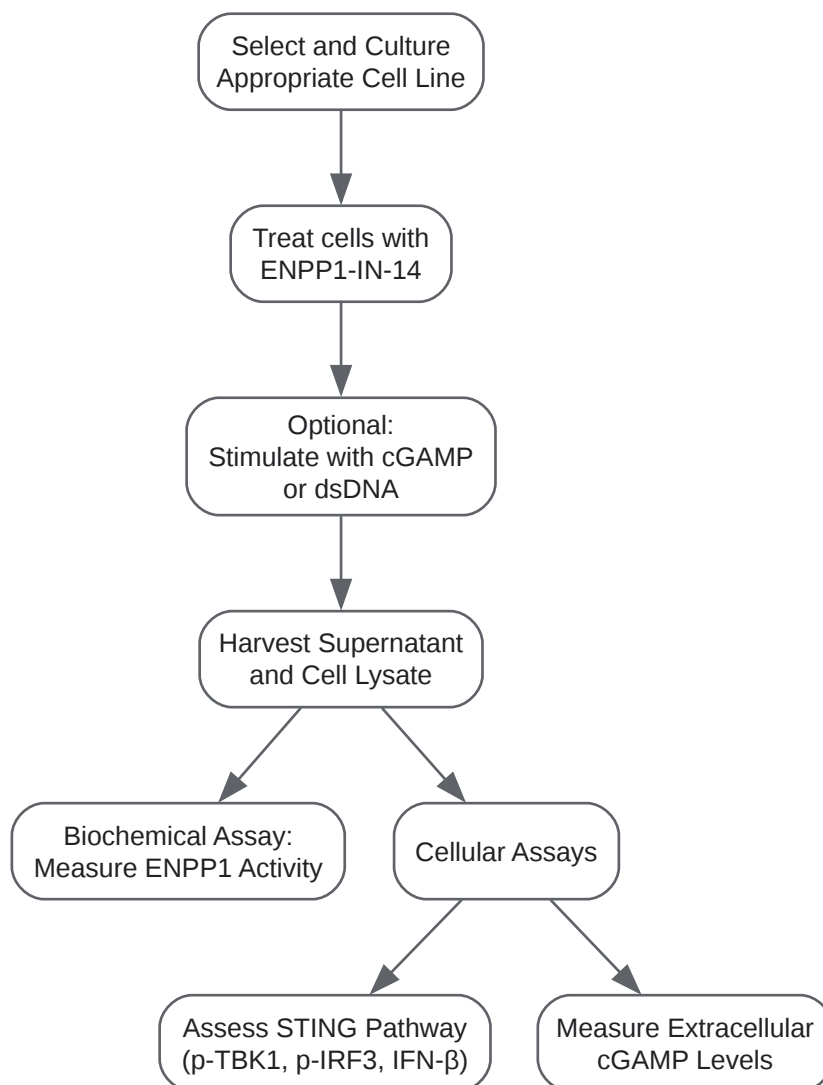 Select and Culture
Appropriate Cell Line
Treat cells with
ENPP1-IN-14
Optional:
Stimulate with cGAMP
or dsDNA
Harvest Supernatant
and Cell Lysate
Biochemical Assay:
Measure ENPP1 Activity
Cellular Assays
Assess STING Pathway
(p-TBK1, p-IRF3, IFN-β)
Measure Extracellular
cGAMP Levels